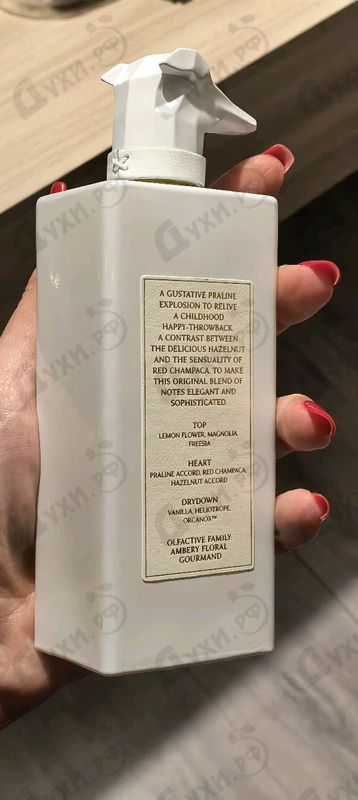 A GUSTATIVE PRALINE
EXPLOSION TO RELIVE
A CHILDHOOD
HAPPY-THROWBACK
A CONTRAST BETWEEN
THE DELICIOUS HAZELNUT
AND THE SENSUALITY OF
RED CHAMPACA, TO MAKE
THIS ORIGINAL BLEND OF
NOTES ELEGANT AND
SOPHISTICATED.
TOP
LEMON FLOWER, MAGNOLIA,
FREESIA
HEART
PRALINE ACCORD, RED CHAMPACA,
HAZELNUT ACCORD
DRYDOWN
VANILLA, HELIOTROPE,
ORCANOX™
OLFACTIVE FAMILY
AMBERY FLORAL
GOURMAND
Духи.рф